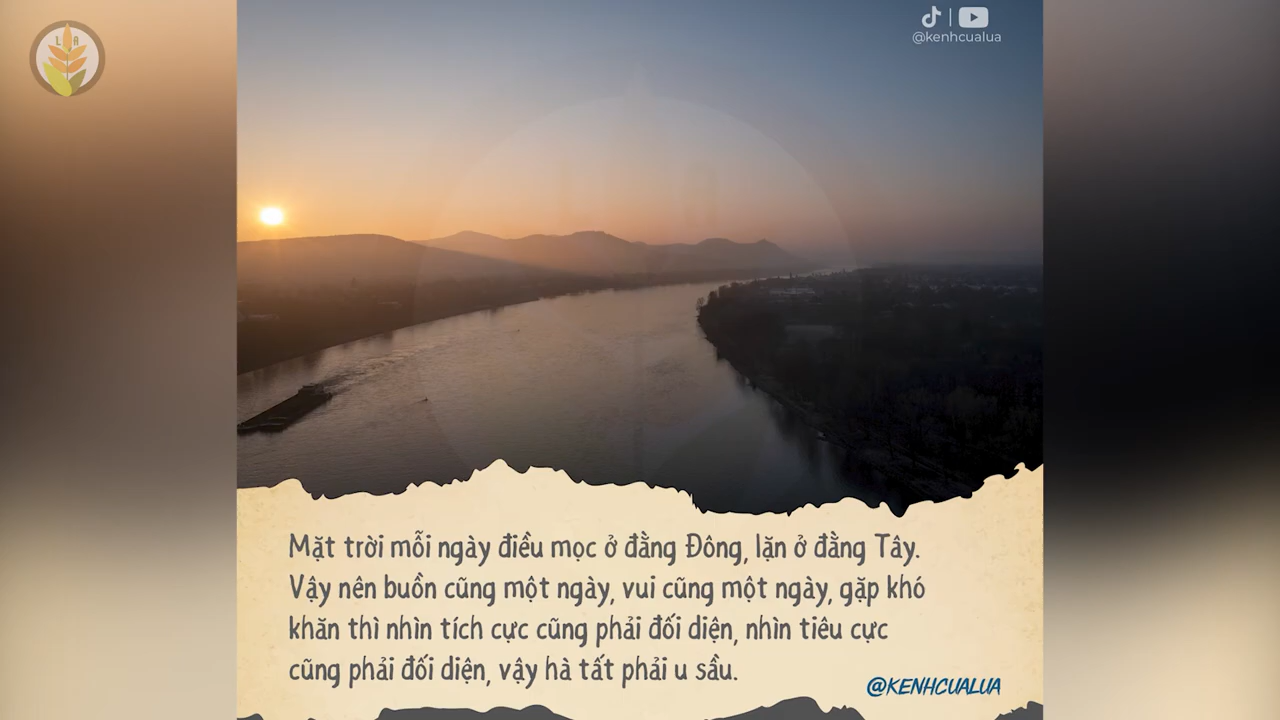 LA
@kenhcualua
Mặt trời mỗi ngày điều mọc ở đằng Đông, lặn ở đằng Tây.
Vậy nên buồn cũng một ngày, vui cũng một ngày, gặp khó
khăn thì nhìn tích cực cũng phải đối diện, nhìn tiêu cực
cũng phải đối diện, vậy hà tất phải u sầu.
@KENHCUALUA